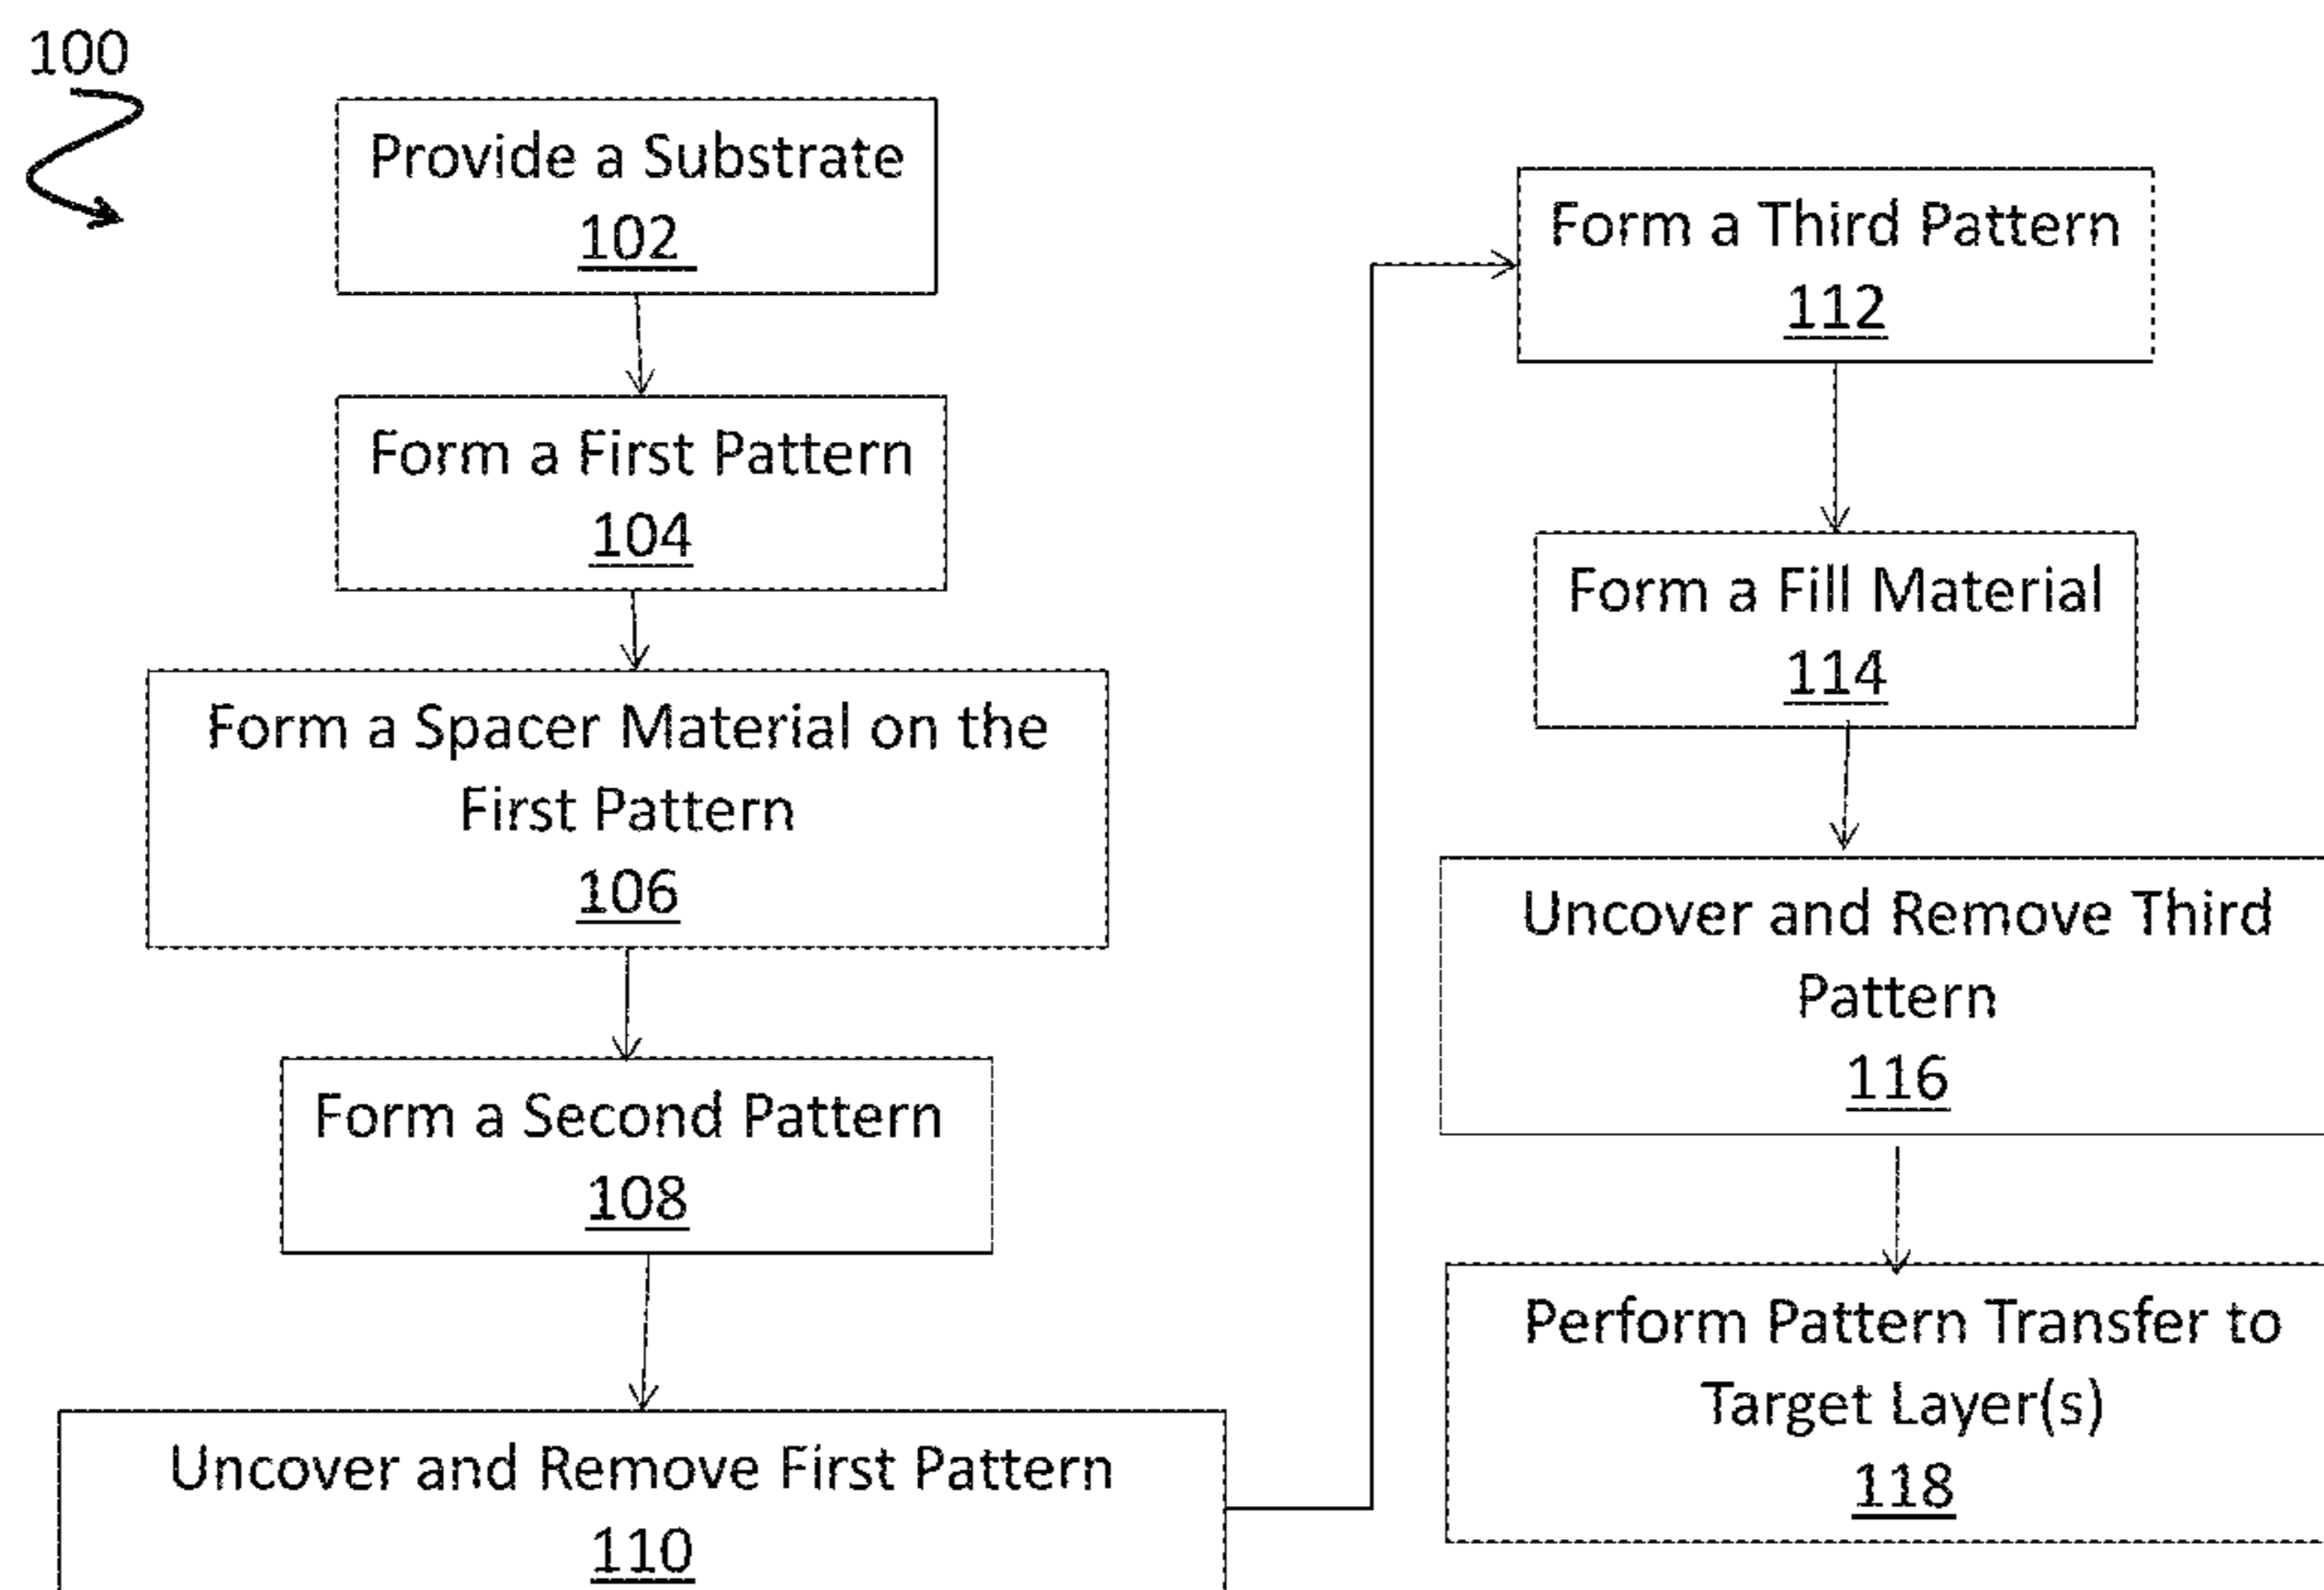 100
Provide a Substrate
102
Form a First Pattern
104
Form a Spacer Material on the
First Pattern
106
Form a Second Pattern
108
Uncover and Remove First Pattern
110
Form a Third Pattern
112
Form a Fill Material
114
Uncover and Remove Third
Pattern
116
Perform Pattern Transfer to
Target Layer(s)
118